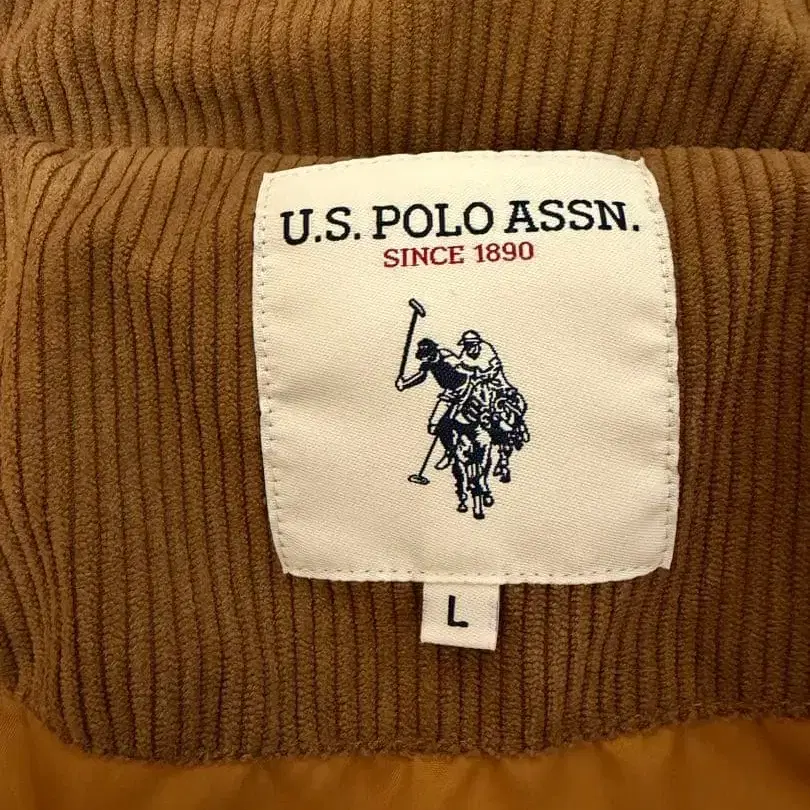 U.S. POLO ASSN.
SINCE 1890
L